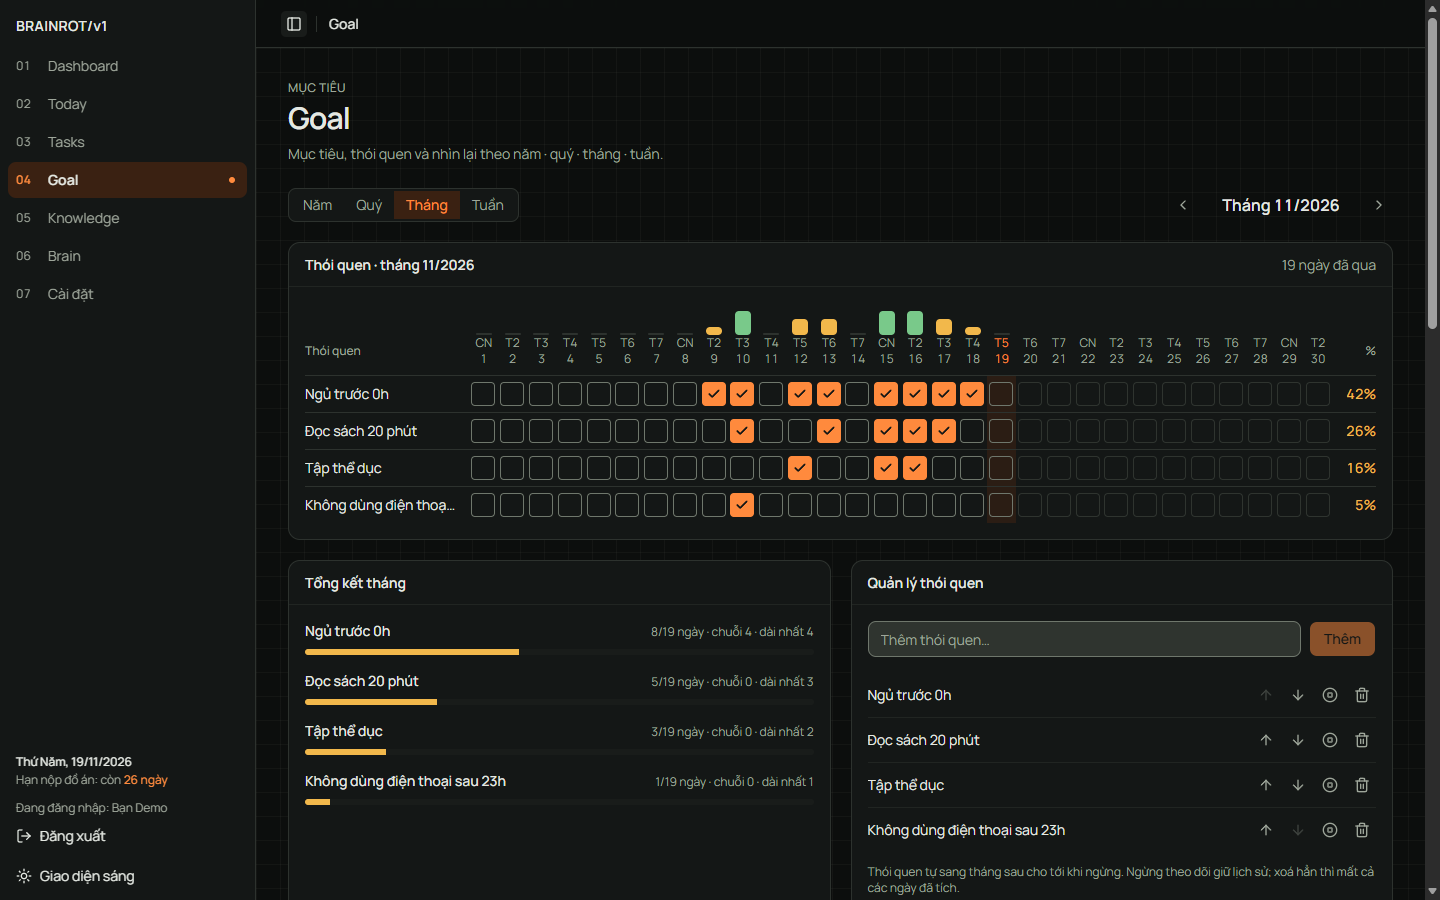 BRAINROT/v1
01 Dashboard
02 Today
03 Tasks
04 Goal
05 Knowledge
06 Brain
07 Cài đặt
Thứ Năm, 19/11/2026
Hạn nộp đồ án: còn 26 ngày
Đang đăng nhập: Bạn Demo
Đăng xuất
Giao diện sáng
Goal
MỤC TIÊU
Goal
Mục tiêu, thói quen và nhìn lại theo năm · quý · tháng · tuần.
Năm Quý Tháng Tuần
Tháng 11/2026
Thói quen · tháng 11/2026
19 ngày đã qua
CN T2 T3 T4 T5 T6 T7 CN T2 T3 T4 T5 T6 T7 CN T2 T3 T4 T5 T6 T7 CN T2 T3 T4 T5 T6 T7 CN T2
Thói quen 1 2 3 4 5 6 7 8 9 10 11 12 13 14 15 16 17 18 19 20 21 22 23 24 25 26 27 28 29 30 %
Ngủ trước 0h 42%
Đọc sách 20 phút 26%
Tập thể dục 16%
Không dùng điện thoạ... 5%
Tổng kết tháng
Ngủ trước 0h 8/19 ngày · chuỗi 4 · dài nhất 4
Đọc sách 20 phút 5/19 ngày · chuỗi 0 · dài nhất 3
Tập thể dục 3/19 ngày · chuỗi 0 · dài nhất 2
Không dùng điện thoại sau 23h 1/19 ngày · chuỗi 0 · dài nhất 1
Quản lý thói quen
Thêm thói quen... Thêm
Ngủ trước 0h
Đọc sách 20 phút
Tập thể dục
Không dùng điện thoại sau 23h
Thói quen tự sang tháng sau cho tới khi ngừng. Ngừng theo dõi giữ lịch sử; xoá hẳn thì mất cả
các ngày đã tích.